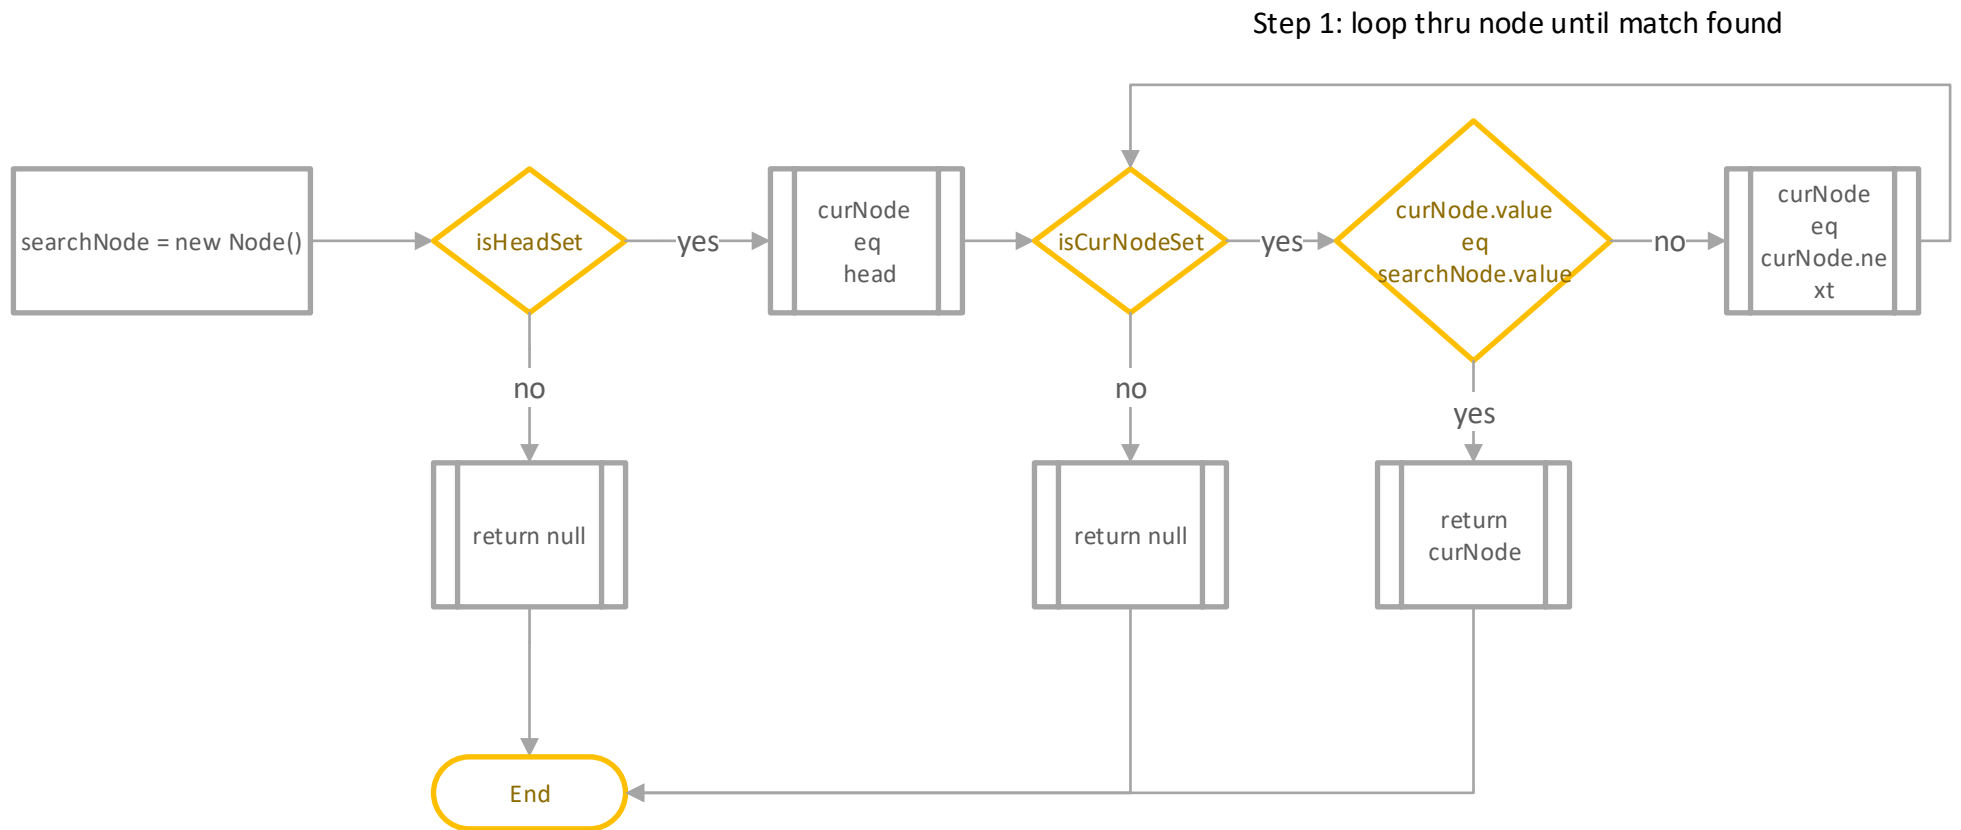 Step 1: loop thru node until match found
searchNode = new Node()
isHeadSet
yes
curNode
eq
head
isCurNodeSet
yes
curNode.value
eq
searchNode.value
no
curNode
eq
curNode.ne
xt
no
no
yes
return null
return null
return
curNode
End